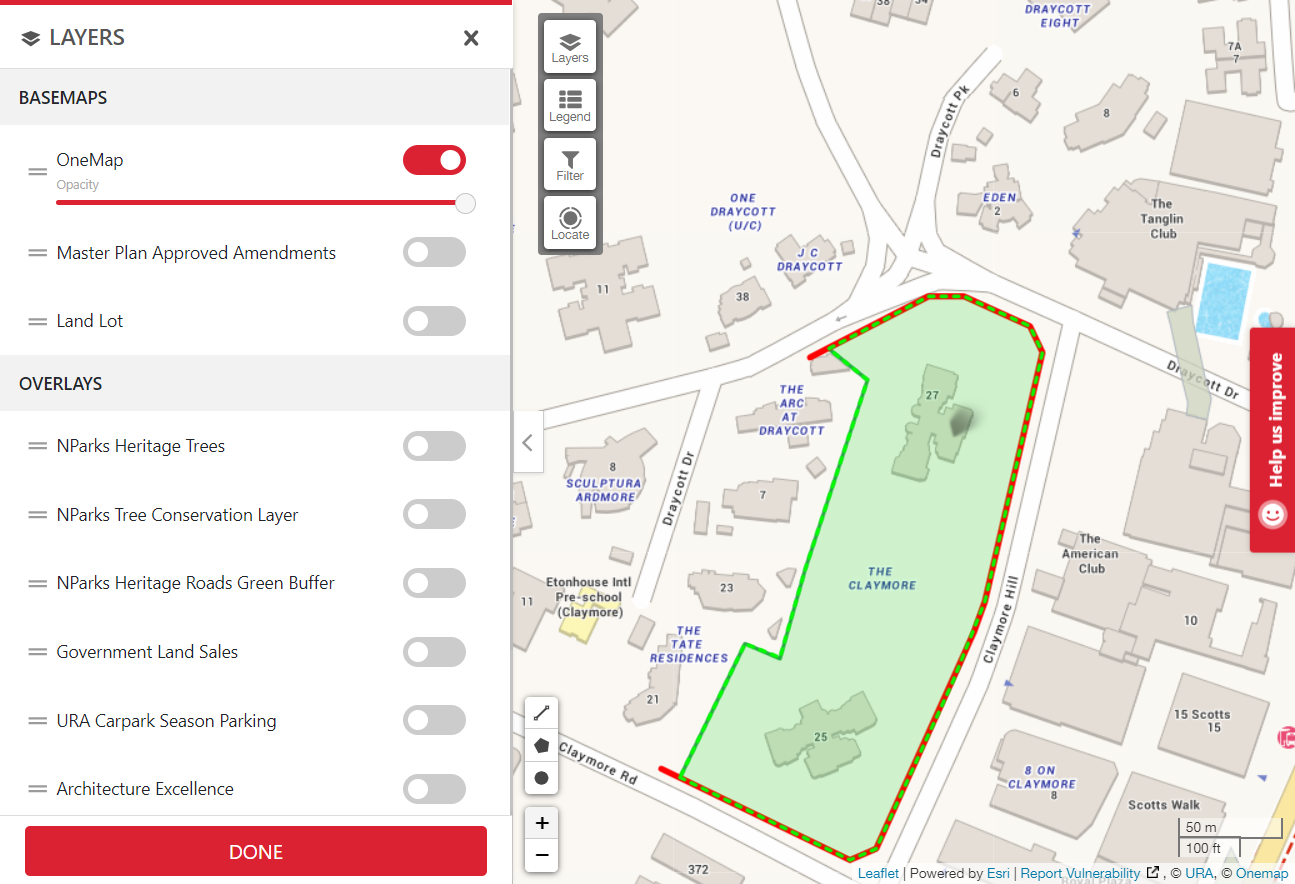 LAYERS
BASEMAPS
OneMap
Opacity
Master Plan Approved Amendments
Land Lot
OVERLAYS
NParks Heritage Trees
NParks Tree Conservation Layer
NParks Heritage Roads Green Buffer
Government Land Sales
URA Carpark Season Parking
Architecture Excellence
DONE
Layers
Legend
Filter
Locate
38
34
DRAYCOTT
EIGHT
7A
7
6
8
Draycott Pk
ONE
DRAYCOTT
(U/C)
EDEN
2
The
Tanglin
Club
J C
DRAYCOTT
11
38
Draycott Dr
27
THE
ARC
AT
DRAYCOTT
8
SCULPTURA
ARDMORE
Draycott Dr
7
Help us improve
The
American
Club
THE
CLAYMORE
Etonhouse Intl
Pre-school
(Claymore)
11
23
10
Claymore Hill
THE
TATE
RESIDENCES
21
15 Scotts
15
25
Claymore Rd
8 ON
CLAYMORE
8
Scotts Walk
+
−
50 m
100 ft
372
Royal Plaza
Leaflet | Powered by Esri | Report Vulnerability , © URA, © Onemap